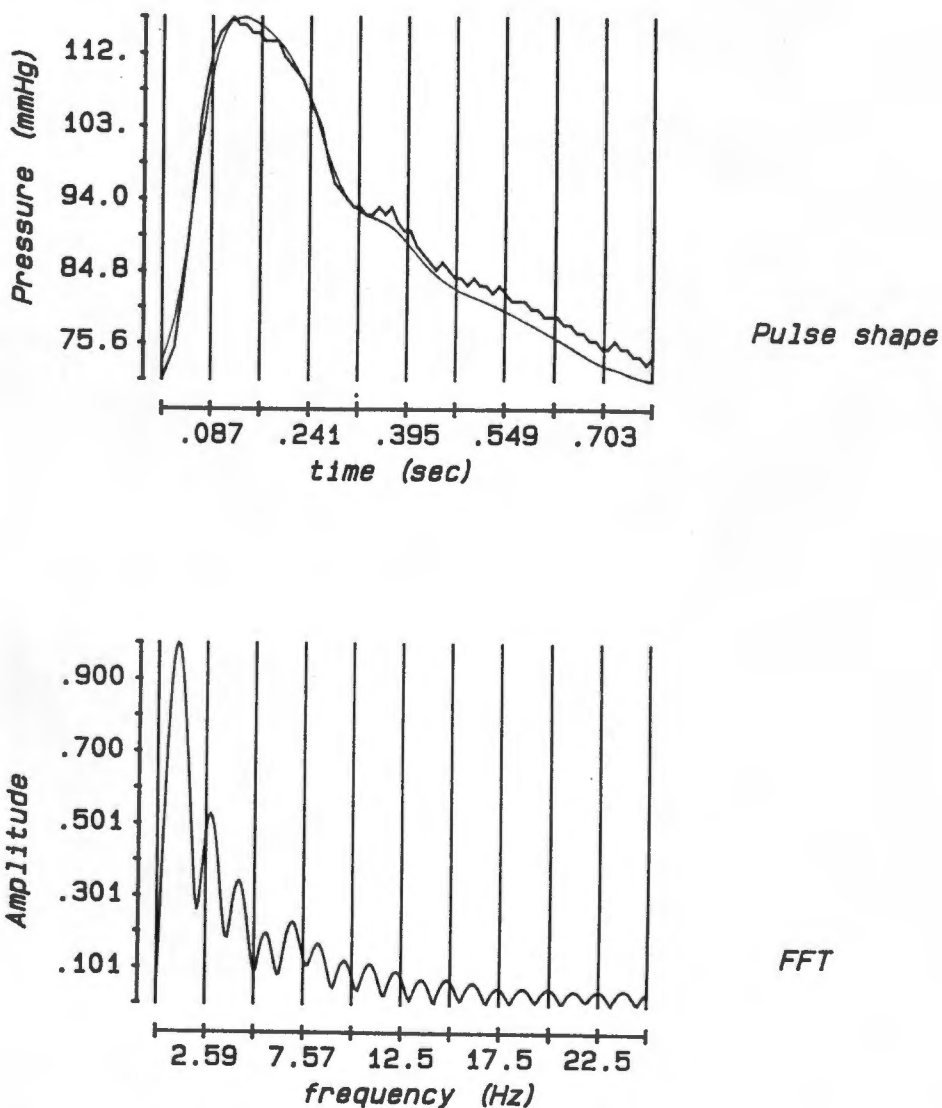 Pressure (mmHg)
112.
103.
94.0
84.8
75.6
Pulse shape
.087 .241 .395 .549 .703
time (sec)
Amplitude
.900
.700
.501
.301
.101
FFT
2.59 7.57 12.5 17.5 22.5
frequency (Hz)